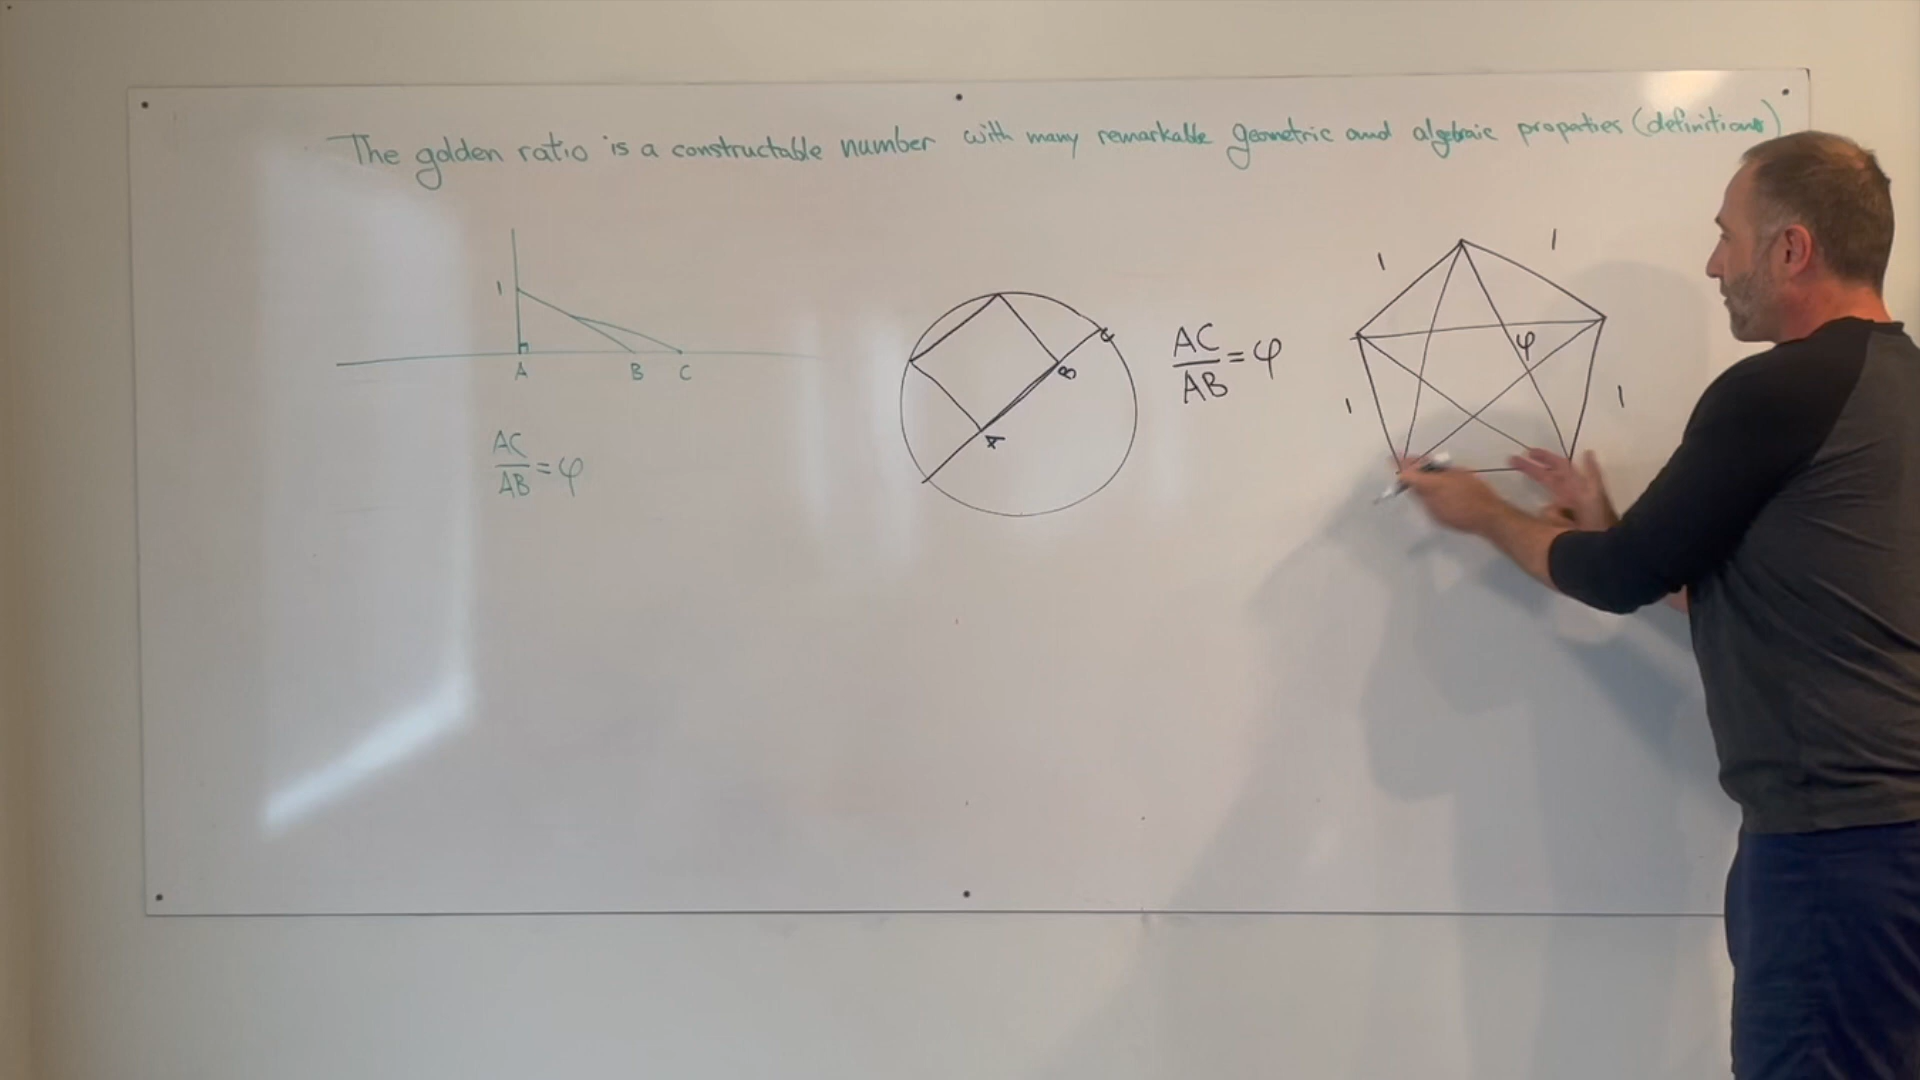 The golden ratio is a constructable number with many remarkable geometric and algebraic properties (definitions)
1
A B C
AC
AB
= φ
A
B
C
AC
AB
= φ
1
1
φ
1
1